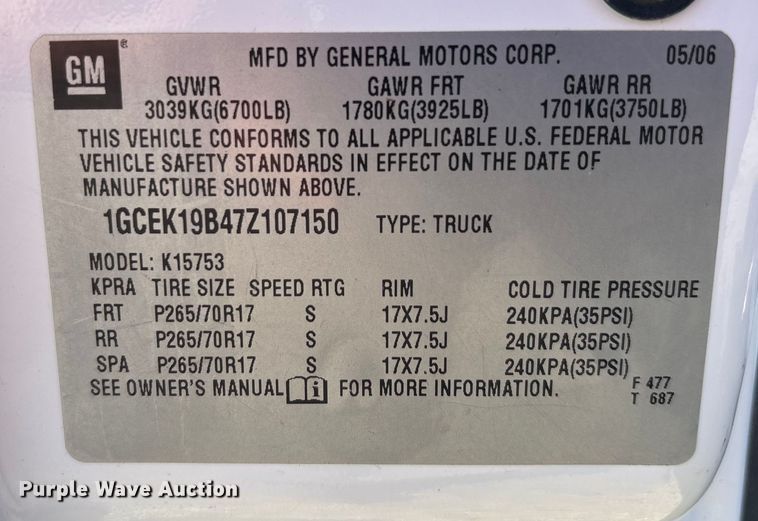 GM® MFD BY GENERAL MOTORS CORP. 05/06
GVWR GAWR FRT GAWR RR
3039KG(6700LB) 1780KG(3925LB) 1701KG(3750LB)
THIS VEHICLE CONFORMS TO ALL APPLICABLE U.S. FEDERAL MOTOR
VEHICLE SAFETY STANDARDS IN EFFECT ON THE DATE OF
MANUFACTURE SHOWN ABOVE.
1GCEK19B47Z107150 TYPE: TRUCK
MODEL: K15753
KPRA TIRE SIZE SPEED RTG RIM COLD TIRE PRESSURE
FRT P265/70R17 S 17X7.5J 240KPA(35PSI)
RR P265/70R17 S 17X7.5J 240KPA(35PSI)
SPA P265/70R17 S 17X7.5J 240KPA(35PSI)
SEE OWNER'S MANUAL i FOR MORE INFORMATION. F 477
T 687
Purple Wave Auction